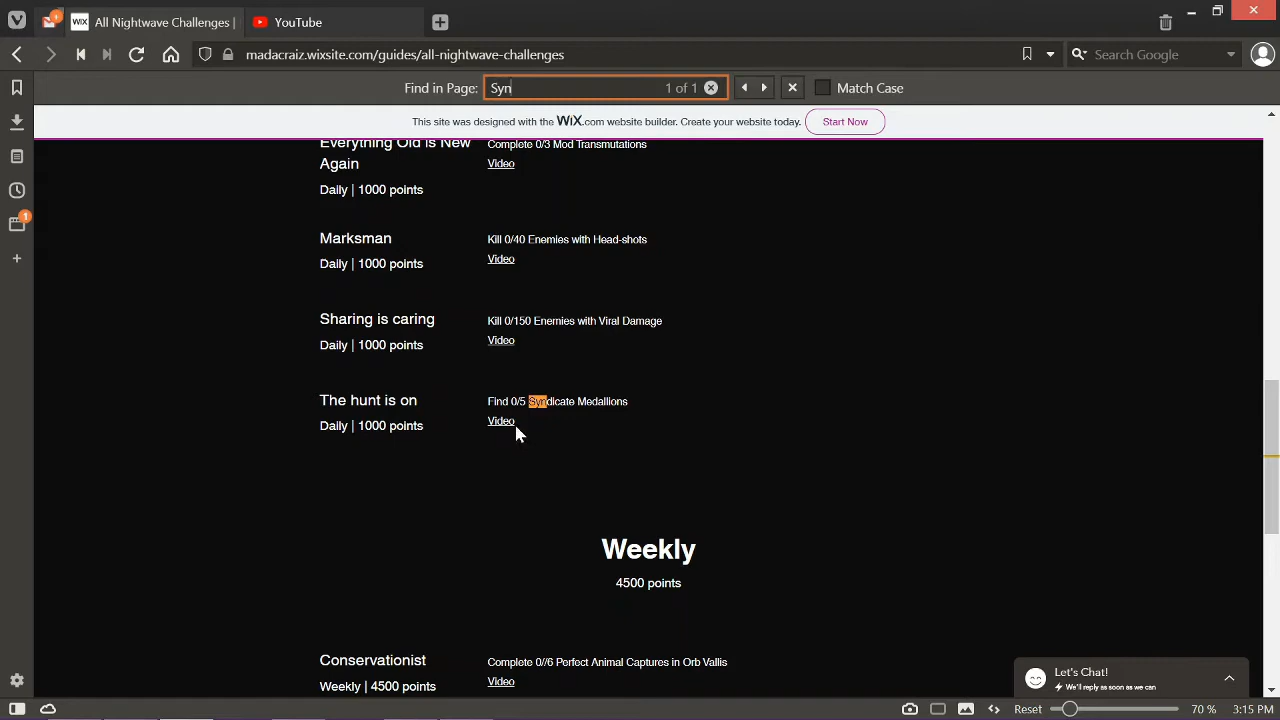 All Nightwave Challenges |
YouTube
madacraiz.wixsite.com/guides/all-nightwave-challenges
Search Google
Find in Page:
Syn
1 of 1
Match Case
This site was designed with the WiX.com website builder. Create your website today.
Start Now
Everything Old is New
Again
Daily | 1000 points
Complete 0/3 Mod Transmutations
Video
Marksman
Daily | 1000 points
Kill 0/40 Enemies with Head-shots
Video
Sharing is caring
Daily | 1000 points
Kill 0/150 Enemies with Viral Damage
Video
The hunt is on
Daily | 1000 points
Find 0/5 Syndicate Medallions
Video
Weekly
4500 points
Conservationist
Weekly | 4500 points
Complete 0//6 Perfect Animal Captures in Orb Vallis
Video
Let's Chat!
We'll reply as soon as we can
Reset
70 %
3:15 PM